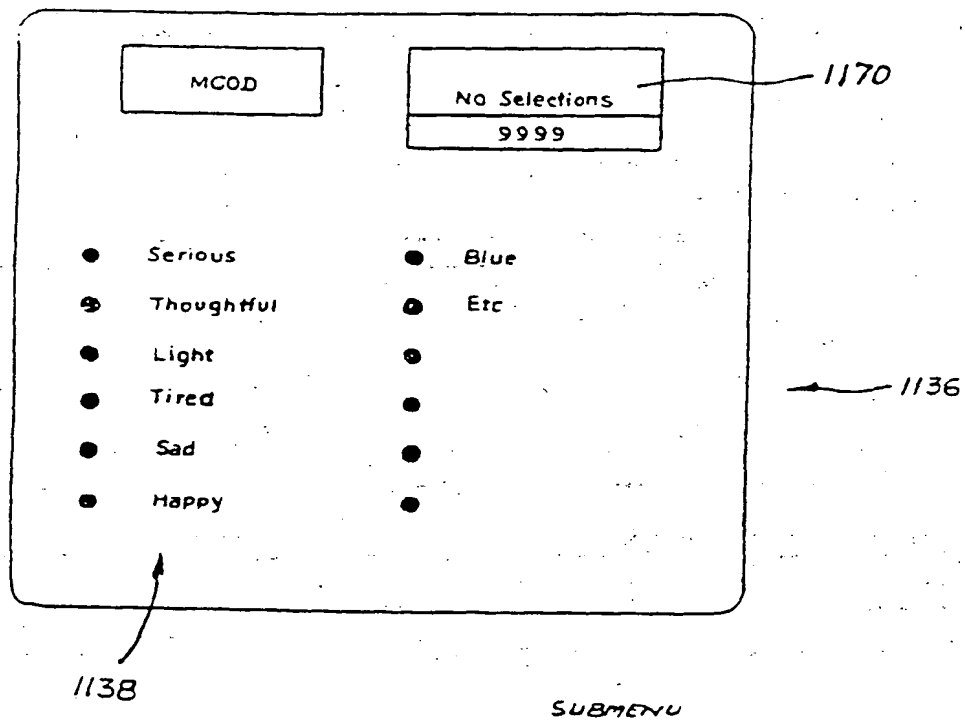 MOOD
No Selections
9999
1170
Serious
Thoughtful
Light
Tired
Sad
Happy
Blue
Etc
1136
1138
SUBMENU